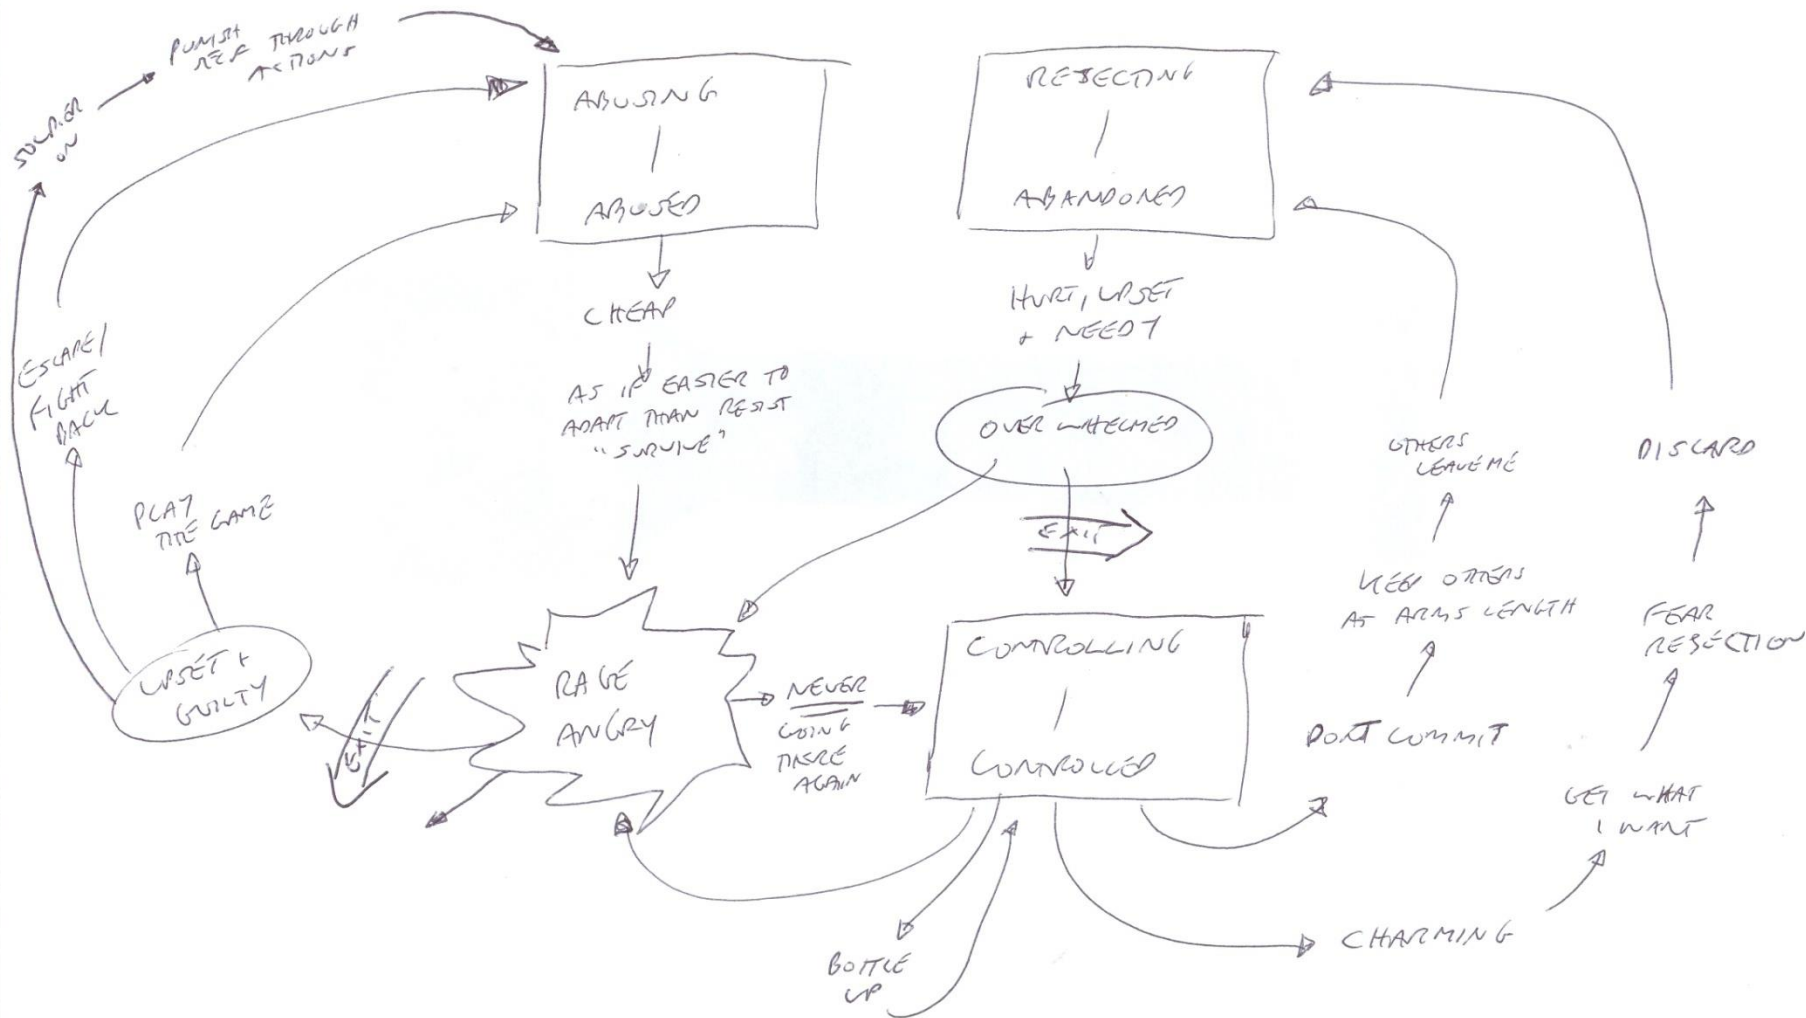 PUNISH
SELF THROUGH
ACTIONS
SOLDIER
ON
ABUSING
ABUSED
REJECTING
ABANDONED
CHEAP
AS IF EASIER TO
ADAPT THAN RESIST
"SURVIVE"
HURT, UPSET
+ NEEDY
OVERWHELMED
EXIT
ESCAPE/
FIGHT
BACK
PLAY
THE GAME
UPSET +
GUILTY
EXIT
RAGE
ANGRY
NEVER
GOING
THERE
AGAIN
CONTROLLING
CONTROLLED
BOTTLE
UP
OTHERS
LEAVE ME
KEEP OTHERS
AT ARMS LENGTH
DONT COMMIT
DISCARD
FEAR
REJECTION
GET WHAT
I WANT
CHARMING